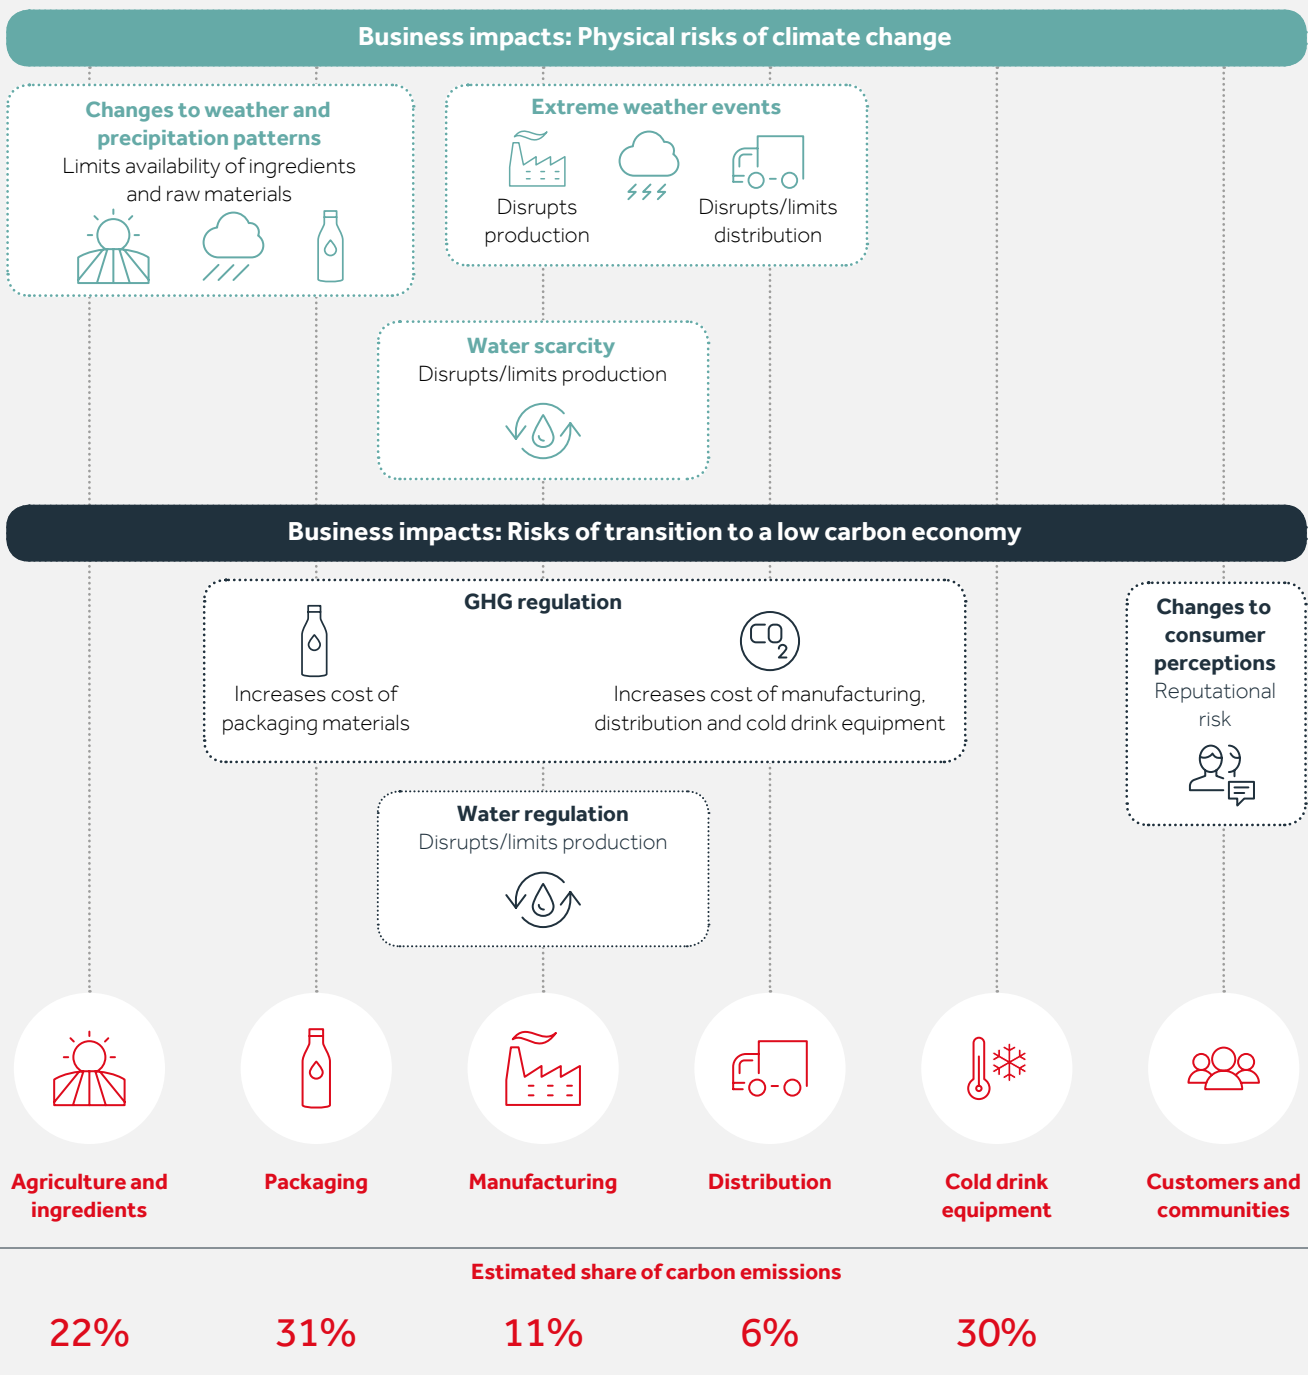 Business impacts: Physical risks of climate change
Changes to weather and
precipitation patterns
Limits availability of ingredients
and raw materials
Extreme weather events
Disrupts
production
Disrupts/limits
distribution
Water scarcity
Disrupts/limits production
Business impacts: Risks of transition to a low carbon economy
GHG regulation
Increases cost of
packaging materials
CO2
Increases cost of manufacturing,
distribution and cold drink equipment
Changes to
consumer
perceptions
Reputational
risk
Water regulation
Disrupts/limits production
Agriculture and
ingredients
Packaging
Manufacturing
Distribution
Cold drink
equipment
Customers and
communities
Estimated share of carbon emissions
22%
31%
11%
6%
30%